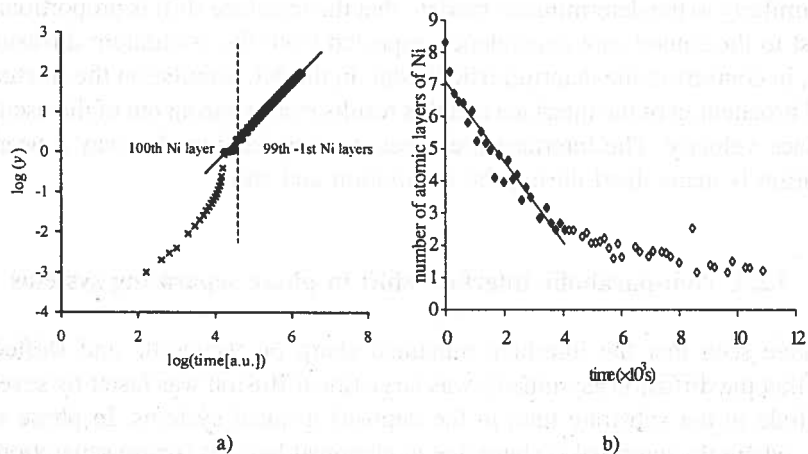 log (y)
3
2
1
0
-1
-2
-3
-4
100th Ni layer
99th -1st Ni layers
0 2 4 6 8
log(time[a.u.])
a)
number of atomic layers of Ni
9
8
7
6
5
4
3
2
1
0
0 2 4 6 8 10 12
time(×10³s)
b)